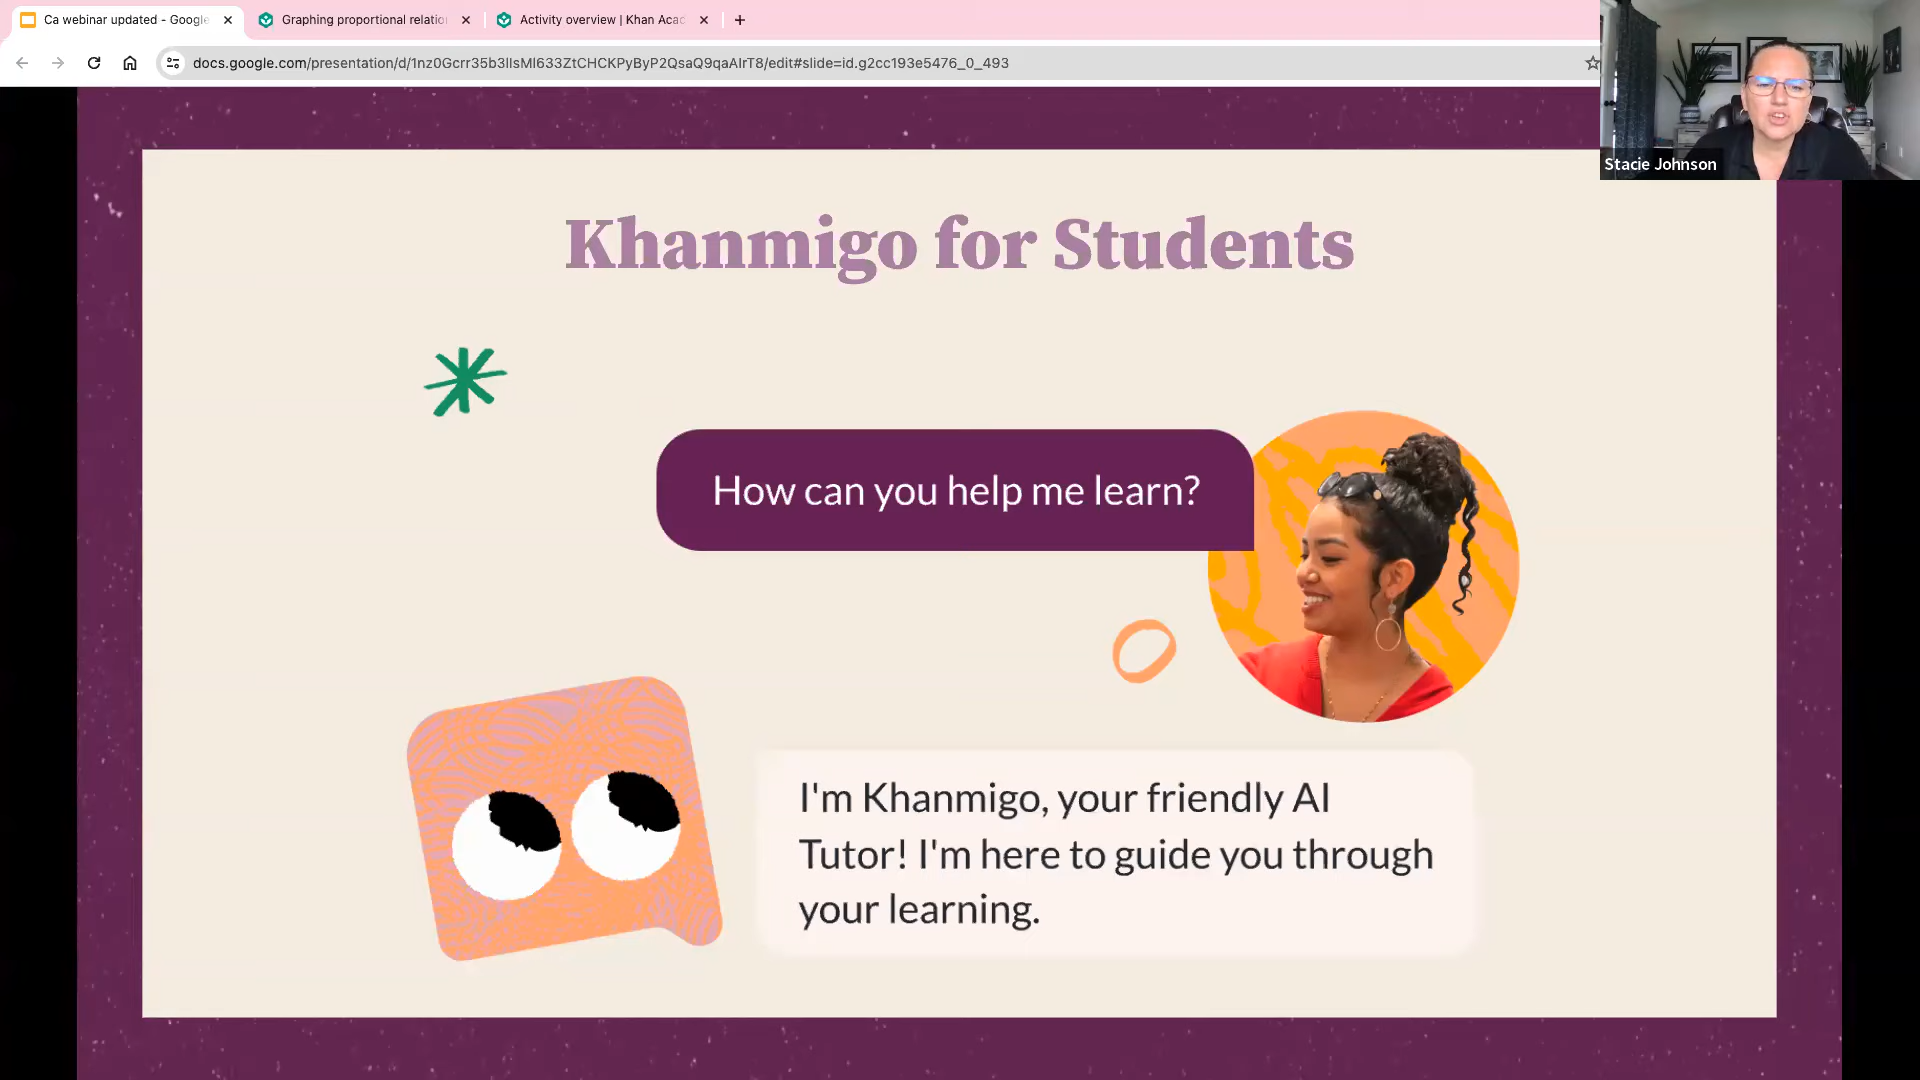 Ca webinar updated - Google
Graphing proportional relatio
Activity overview | Khan Acad
docs.google.com/presentation/d/1nz0Gcrr35b3lIsMI633ZtCHCKPyByP2QsaQ9qaAIrT8/edit#slide=id.g2cc193e5476_0_493
Stacie Johnson
Khanmigo for Students
How can you help me learn?
I'm Khanmigo, your friendly AI
Tutor! I'm here to guide you through
your learning.